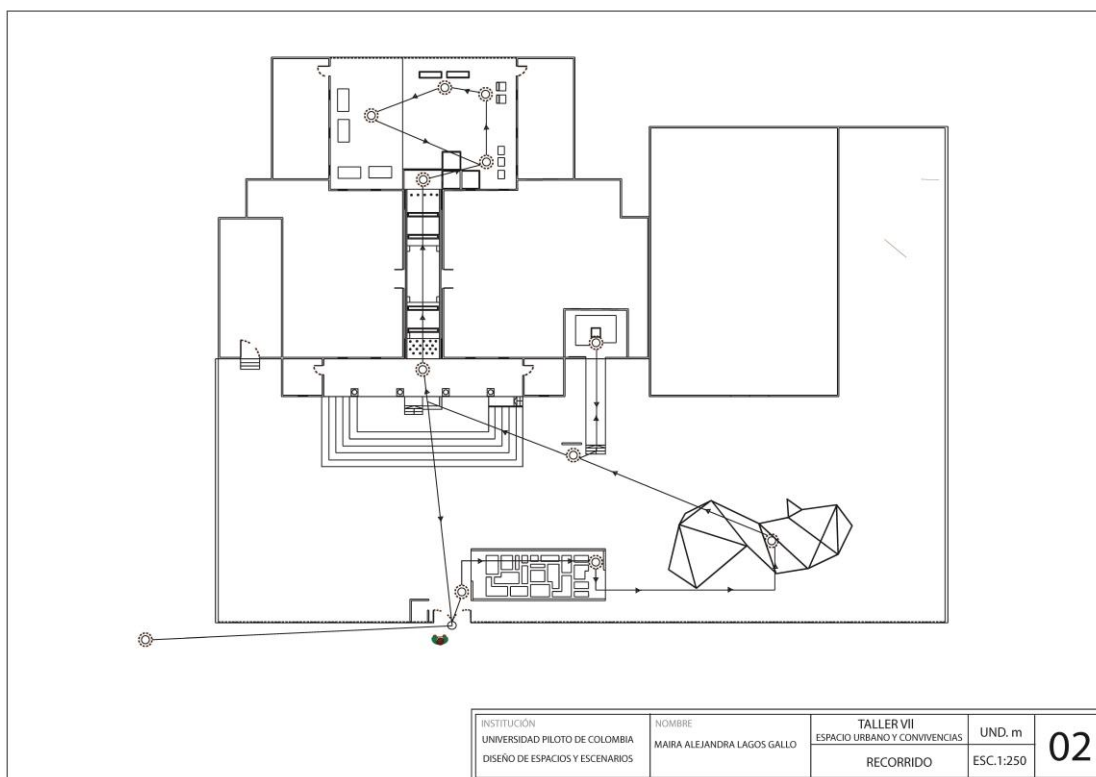 INSTITUCIÓN
UNIVERSIDAD PILOTO DE COLOMBIA
DISEÑO DE ESPACIOS Y ESCENARIOS
NOMBRE
MAIRA ALEJANDRA LAGOS GALLO
TALLER VII
ESPACIO URBANO Y CONVIVENCIAS
RECORRIDO
UND. m
ESC.1:250
02